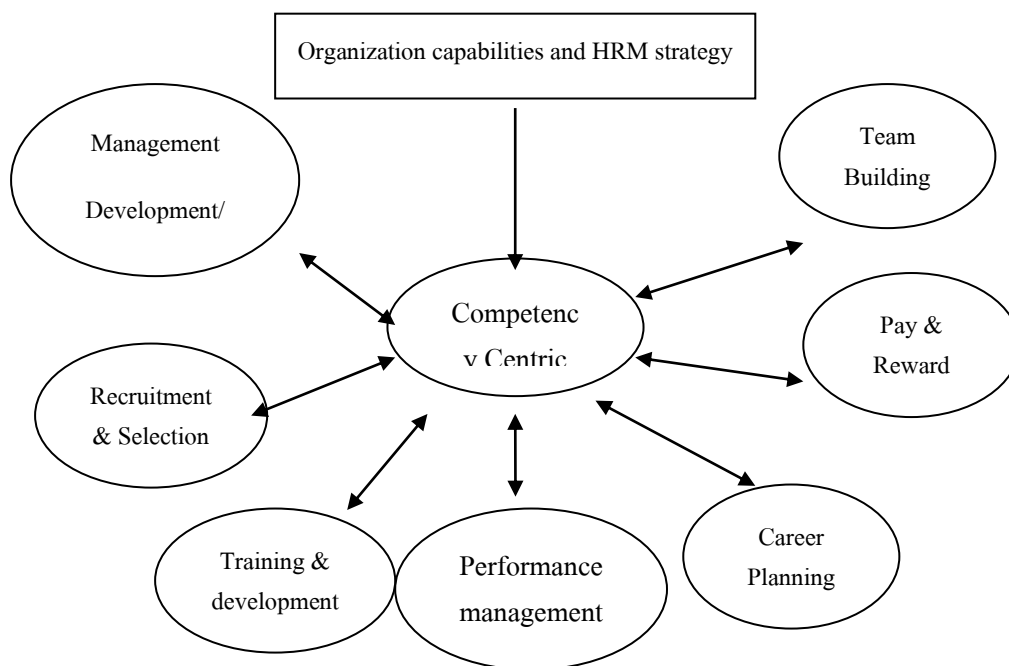 Organization capabilities and HRM strategy
Management
Development/
Team
Building
Competenc
y Centric
Pay &
Reward
Recruitment
& Selection
Training &
development
Performance
management
Career
Planning